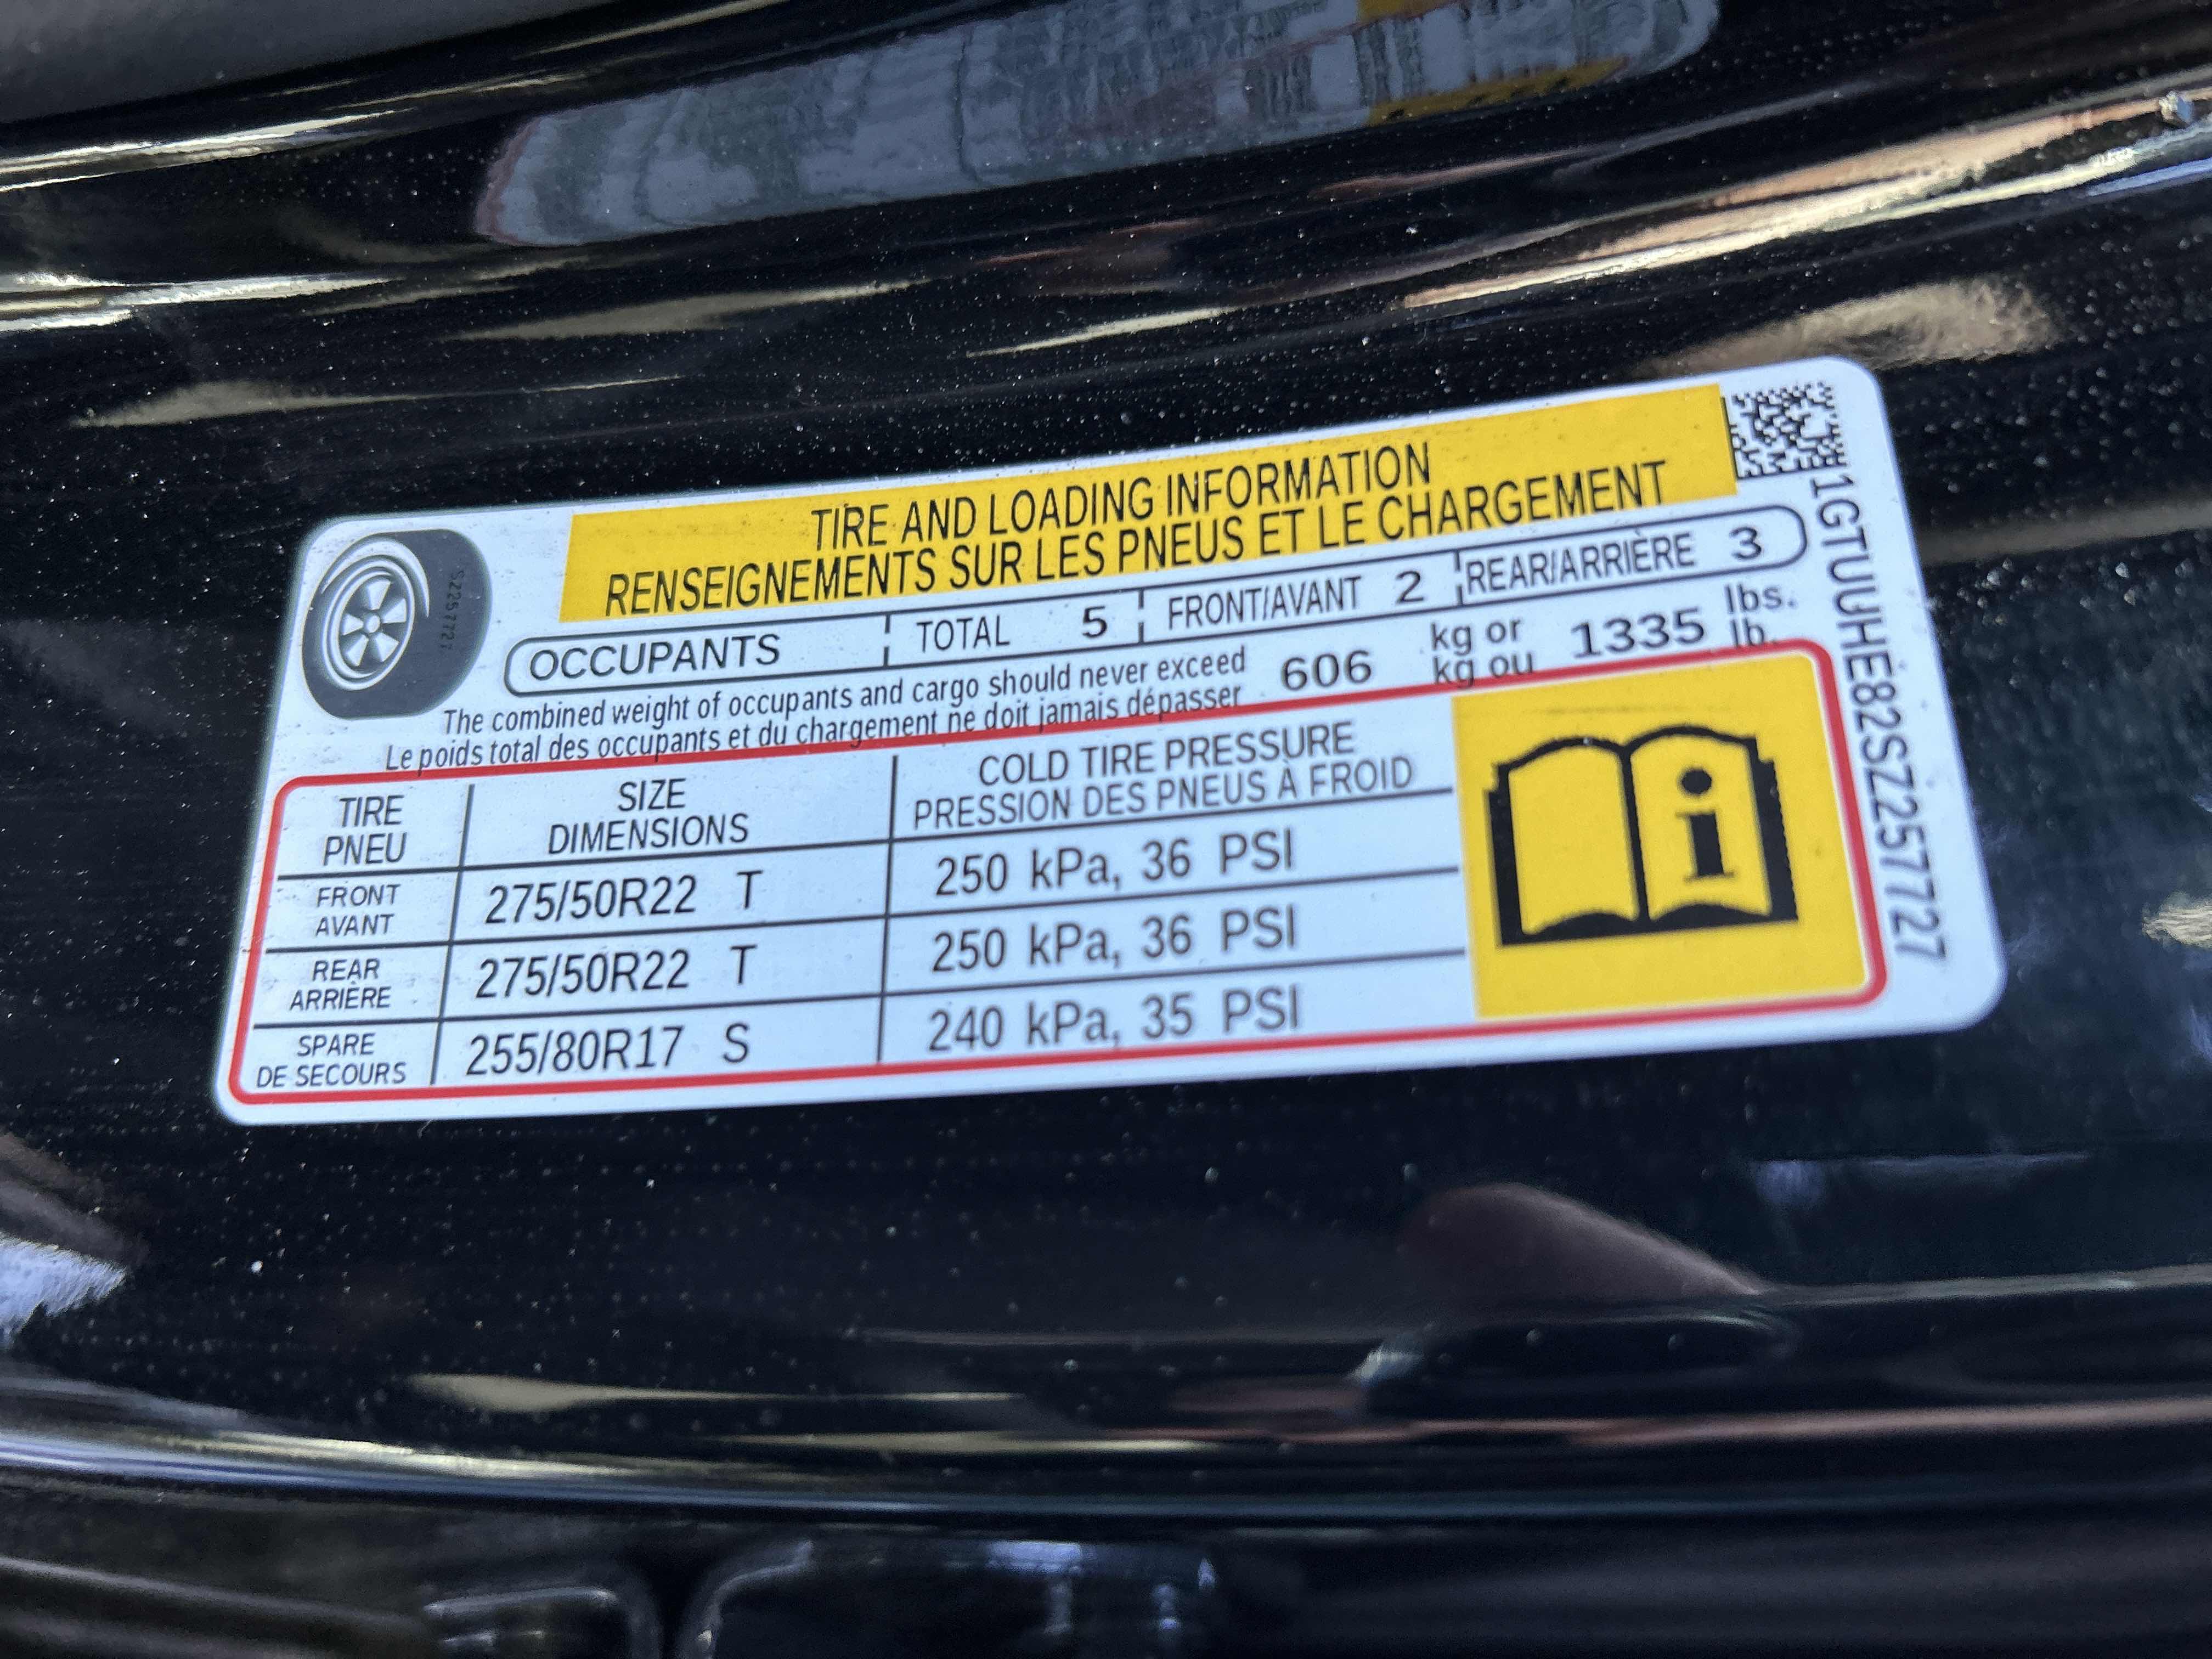 TIRE AND LOADING INFORMATION
RENSEIGNEMENTS SUR LES PNEUS ET LE CHARGEMENT
OCCUPANTS TOTAL 5 FRONT/AVANT 2 REAR/ARRIÈRE 3
The combined weight of occupants and cargo should never exceed 606 kg or 1335 lbs.
Le poids total des occupants et du chargement ne doit jamais dépasser kg ou lb.
TIRE SIZE COLD TIRE PRESSURE
PNEU DIMENSIONS PRESSION DES PNEUS À FROID
FRONT
AVANT
275/50R22 T 250 kPa, 36 PSI
REAR
ARRIÈRE
275/50R22 T 250 kPa, 36 PSI
SPARE
DE SECOURS
255/80R17 S 240 kPa, 35 PSI
i
1GTUUHE82SZ257727
SZ257727